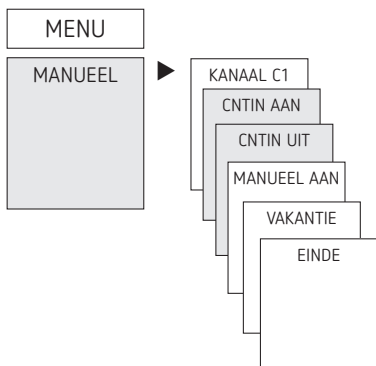 MENU
MANUEEL
KANAAL C1
CNTIN AAN
CNTIN UIT
MANUEEL AAN
VAKANTIE
EINDE